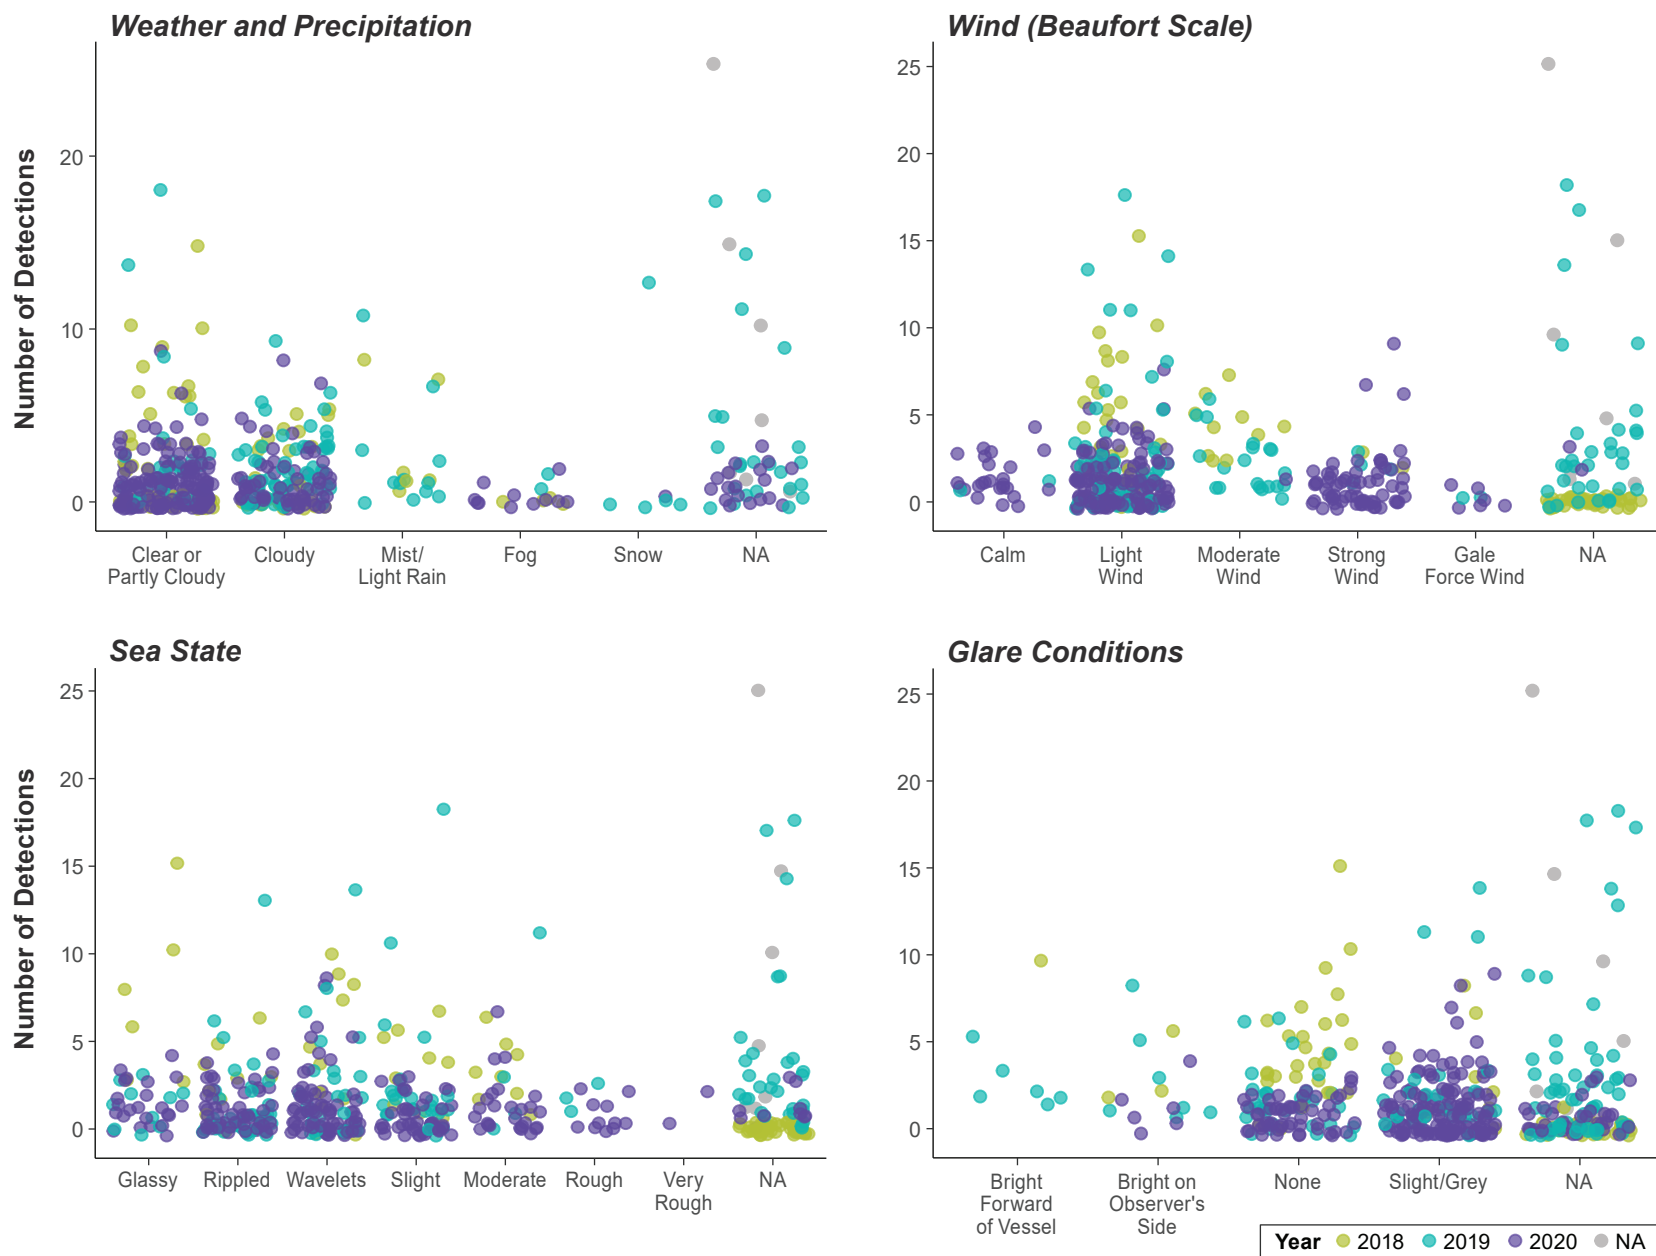 Weather and Precipitation
Number of Detections
20
10
0
Clear or
Partly Cloudy
Cloudy
Mist/
Light Rain
Fog
Snow
NA
Wind (Beaufort Scale)
25
20
15
10
5
0
Calm
Light
Wind
Moderate
Wind
Strong
Wind
Gale
Force Wind
NA
Sea State
Number of Detections
25
20
15
10
5
0
Glassy
Rippled
Wavelets
Slight
Moderate
Rough
Very
Rough
NA
Glare Conditions
25
20
15
10
5
0
Bright
Forward
of Vessel
Bright on
Observer's
Side
None
Slight/Grey
NA
Year 2018 2019 2020 NA